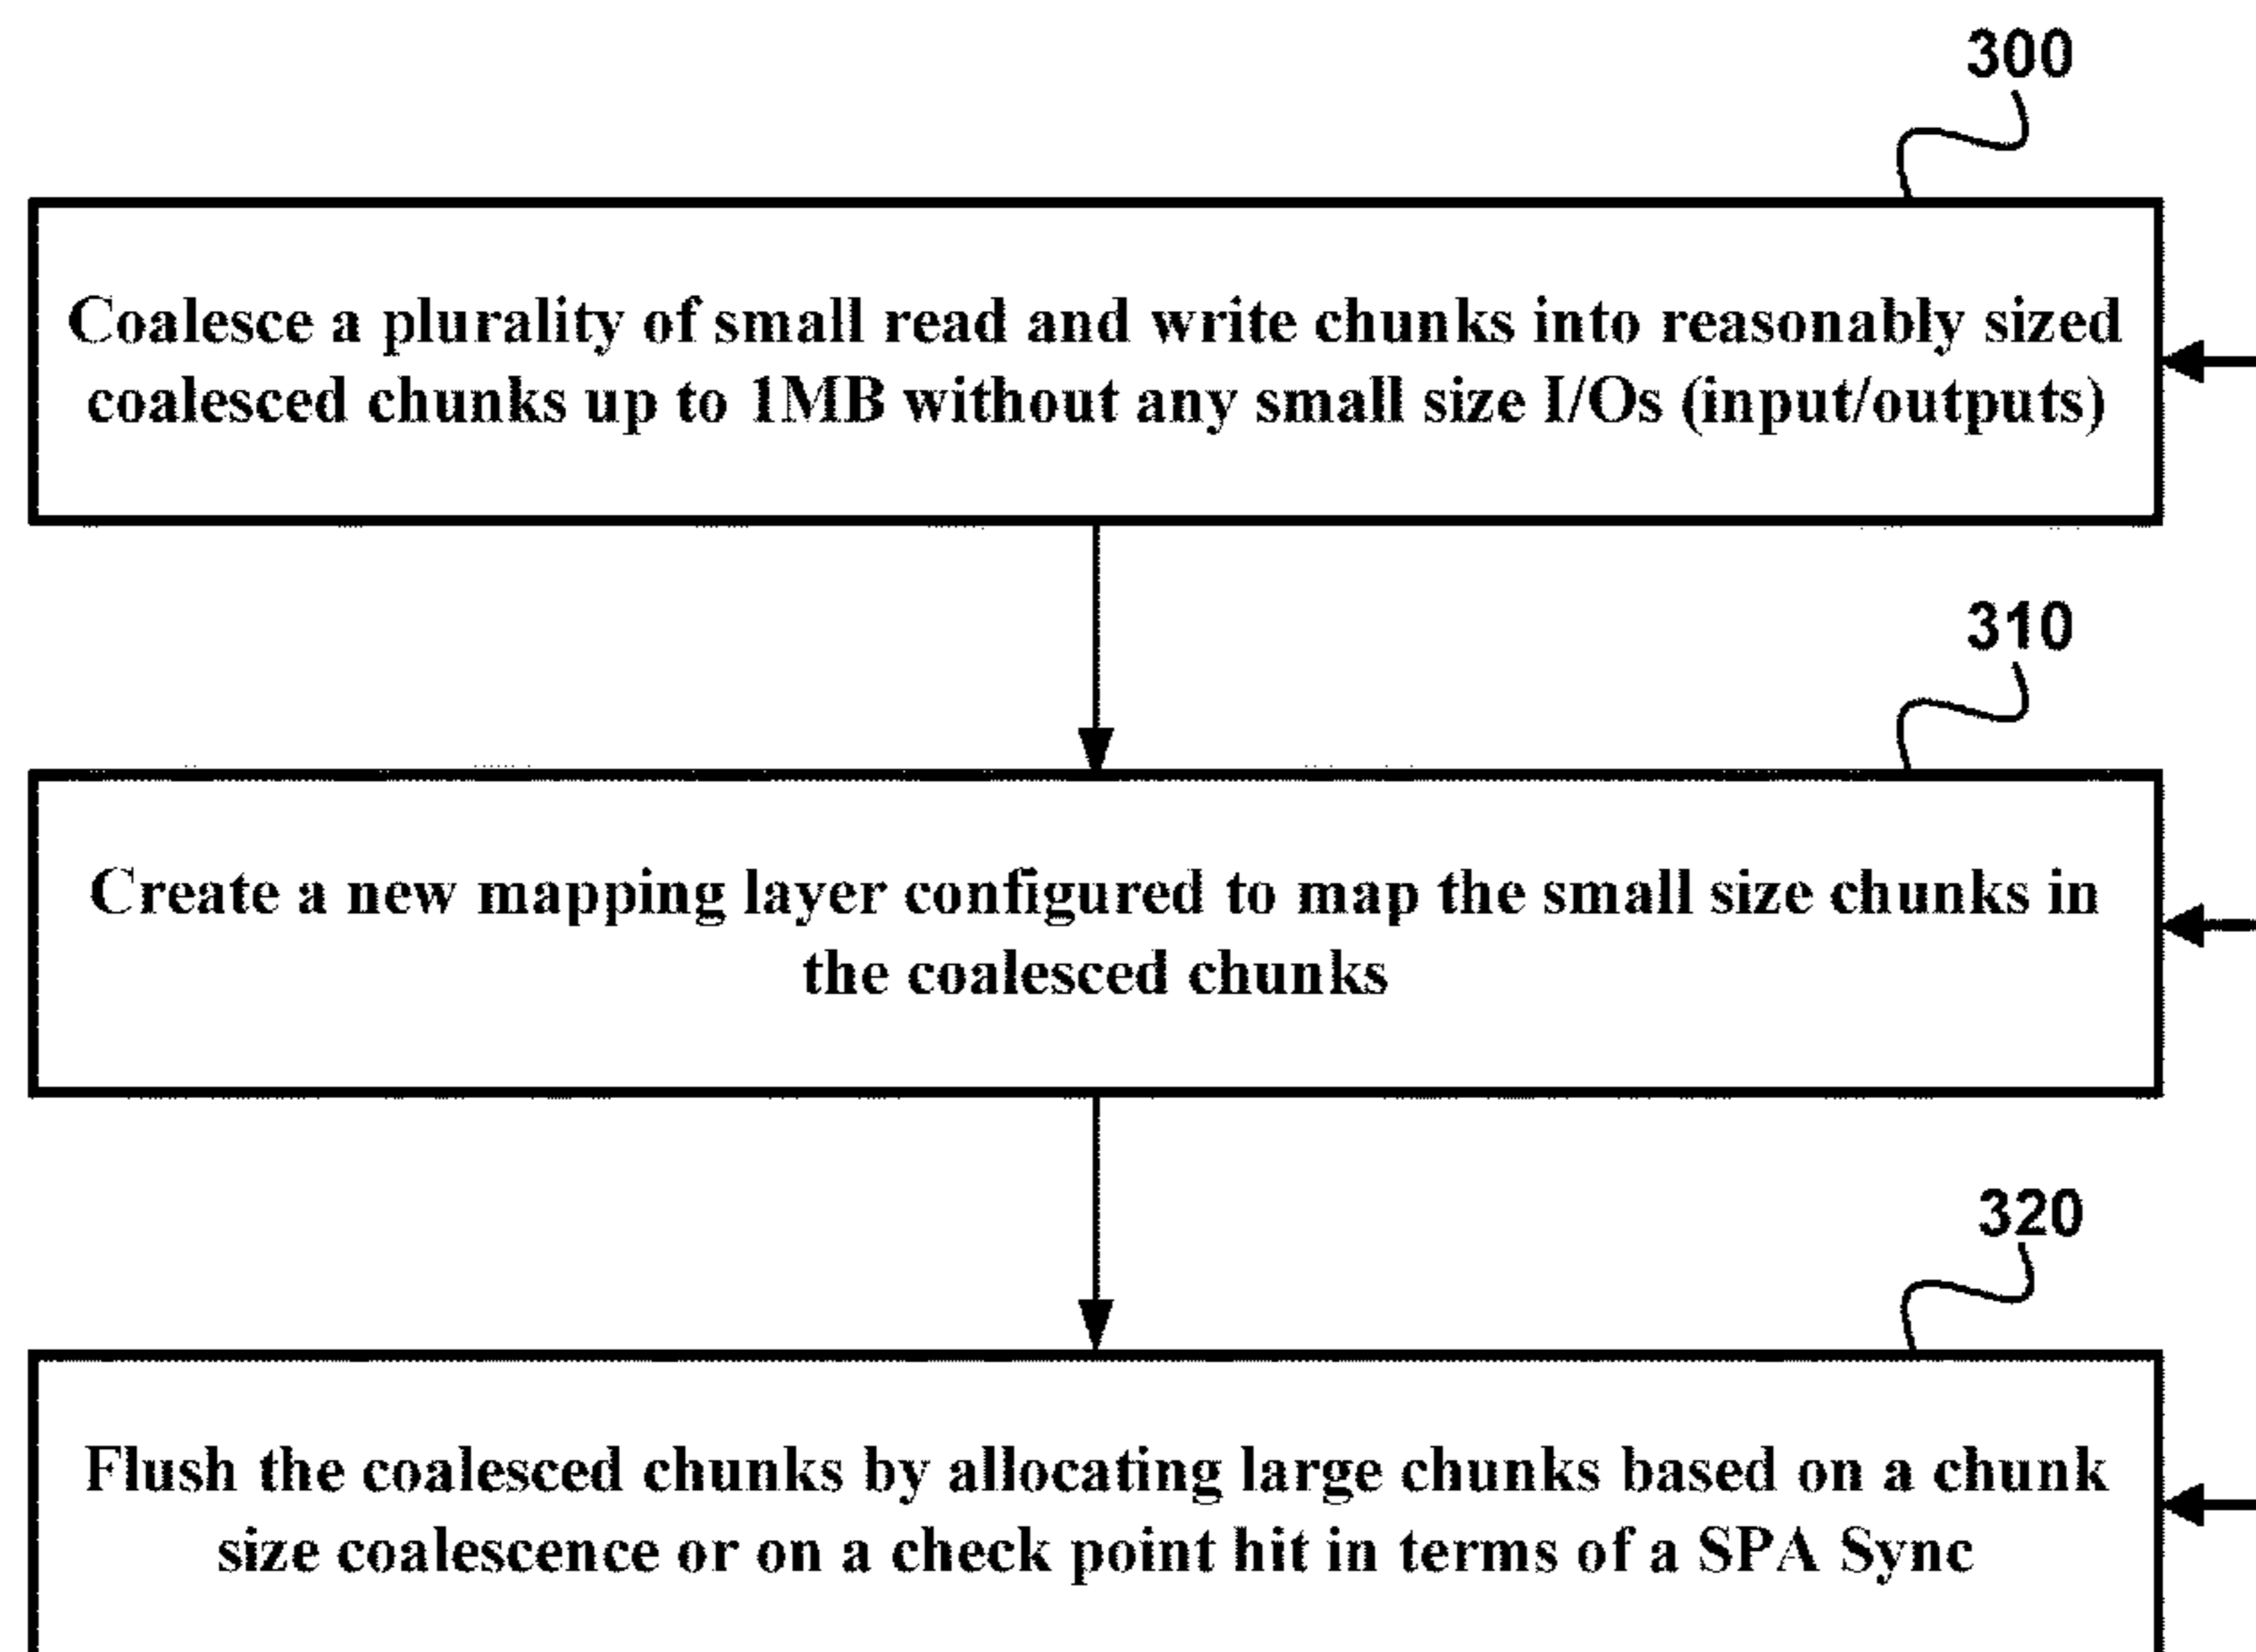 300
Coalesce a plurality of small read and write chunks into reasonably sized
coalesced chunks up to 1MB without any small size I/Os (input/outputs)
310
Create a new mapping layer configured to map the small size chunks in
the coalesced chunks
320
Flush the coalesced chunks by allocating large chunks based on a chunk
size coalescence or on a check point hit in terms of a SPA Sync